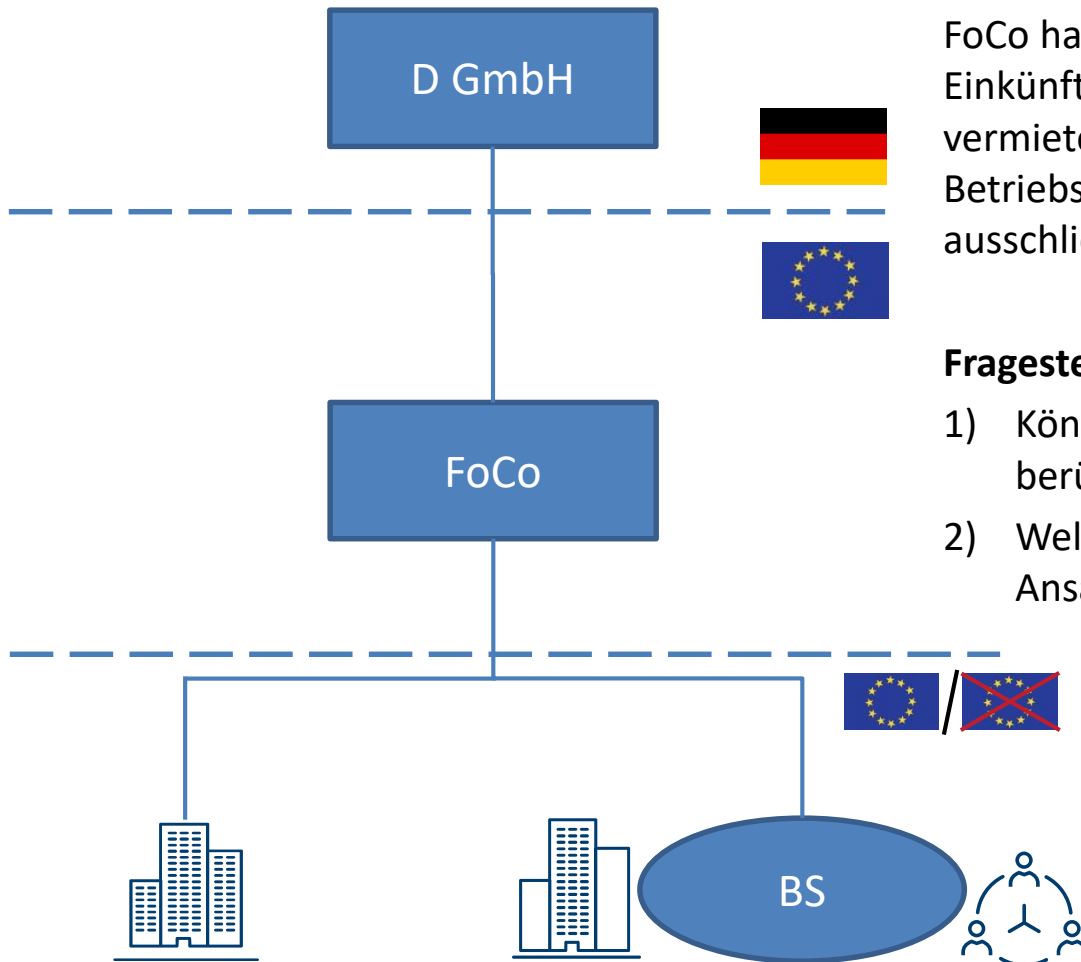 D GmbH
FoCo
BS
FoCo ha
Einkünft
vermiete
Betriebs
ausschli
Frageste
1) Kön
berü
2) Wel
Ansa